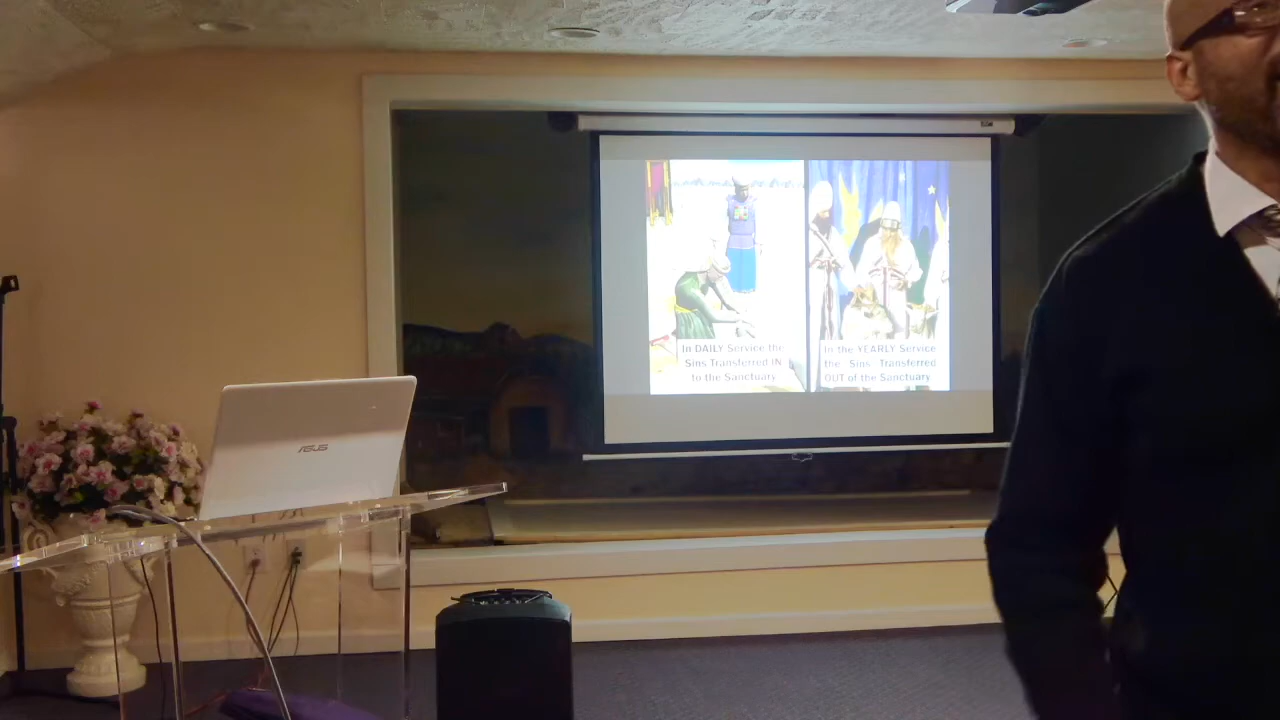 In DAILY Service the
Sins Transferred IN
to the Sanctuary
In the YEARLY Service
the Sins Transferred
OUT of the Sanctuary
ASUS